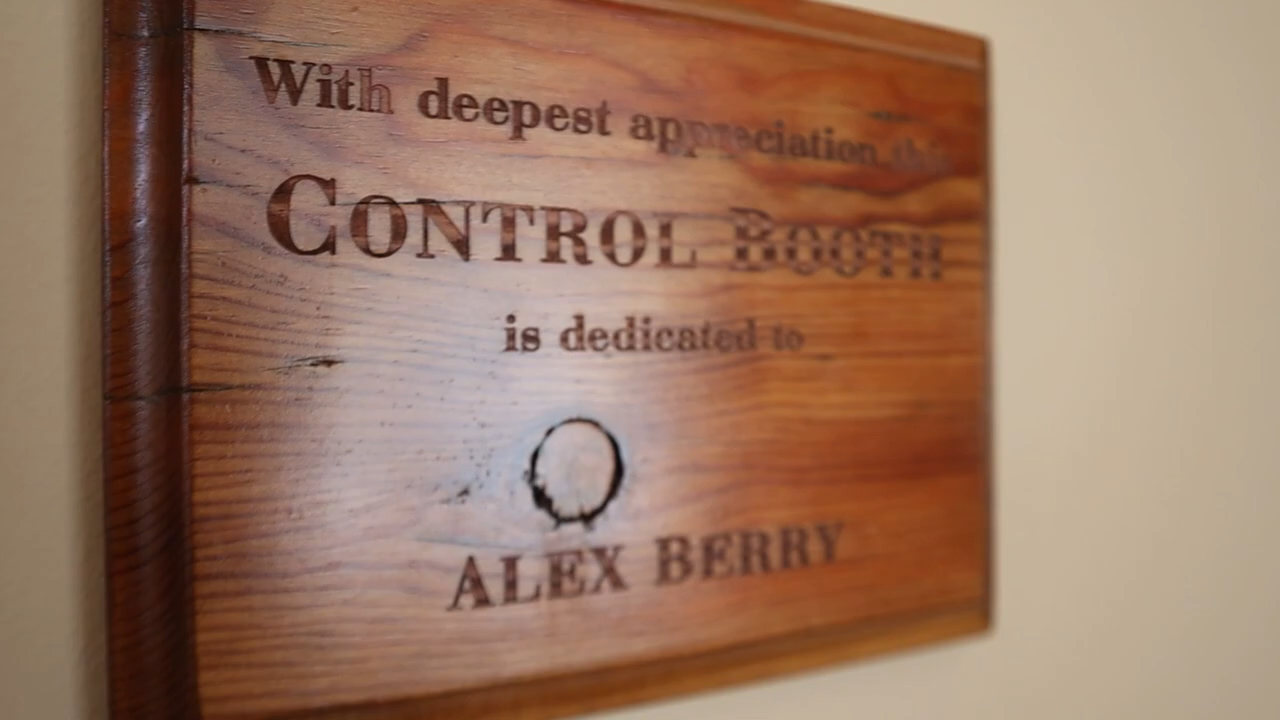 With deepest appreciation this
CONTROL BOOTH
is dedicated to
ALEX BERRY